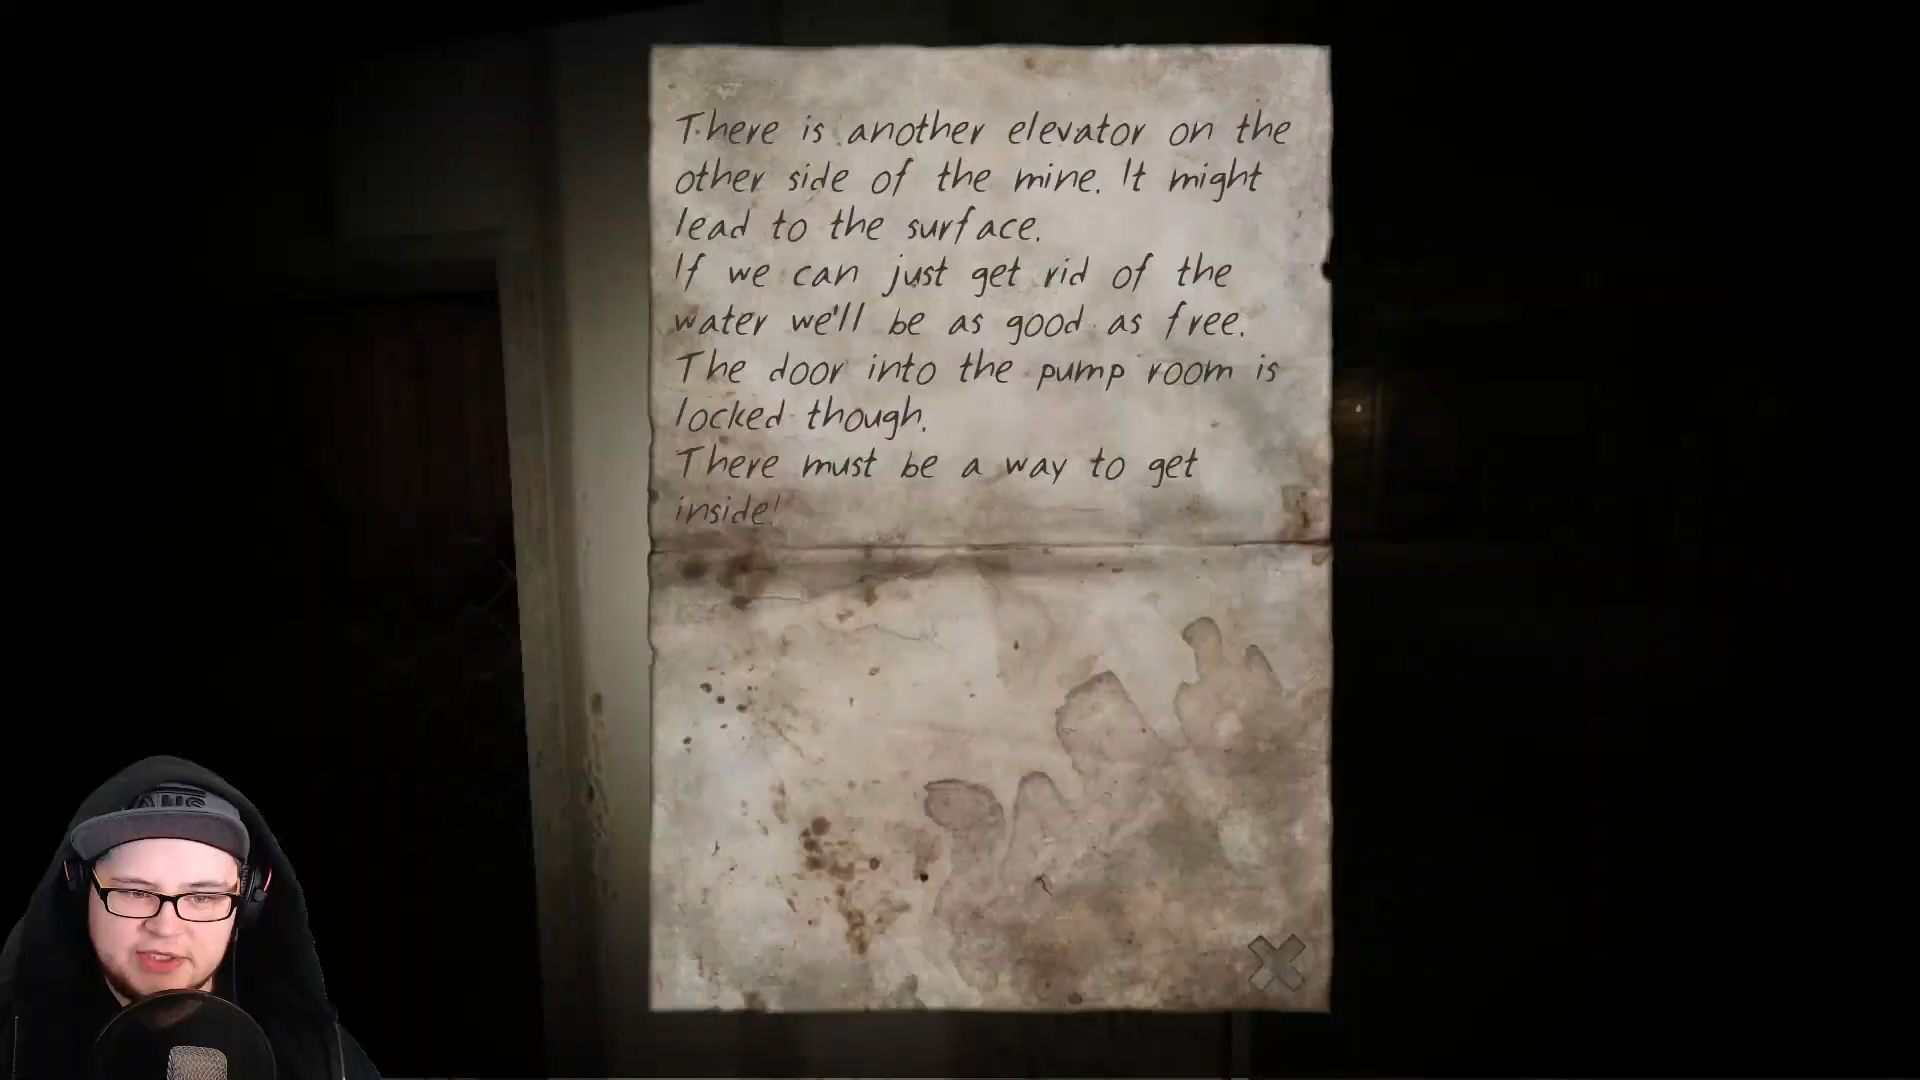 There is another elevator on the
other side of the mine. It might
lead to the surface.
If we can just get rid of the
water we'll be as good as free.
The door into the pump room is
locked though.
There must be a way to get
inside!